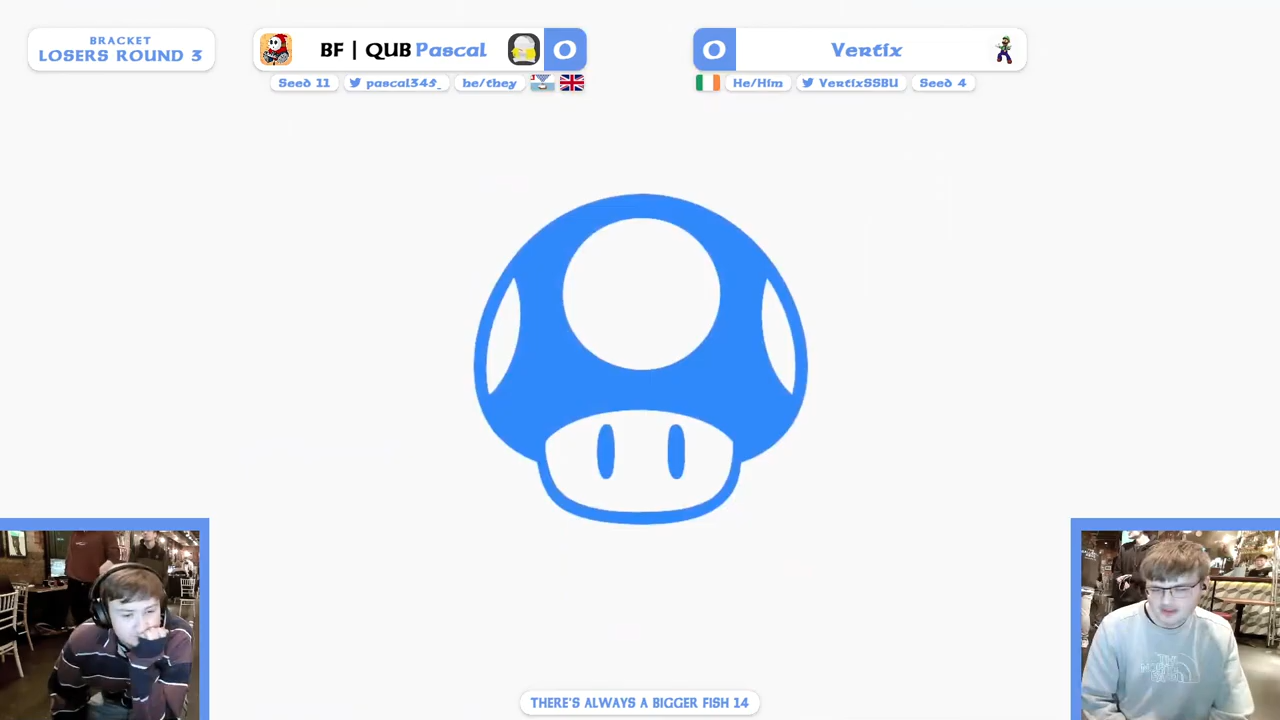 BRACKET
LOSERS ROUND 3
BF | QUB Pascal
0
0
Vertix
Seed 11
pascal345_
he/they
He/Him
VertixSSBU
Seed 4
THERE'S ALWAYS A BIGGER FISH 14